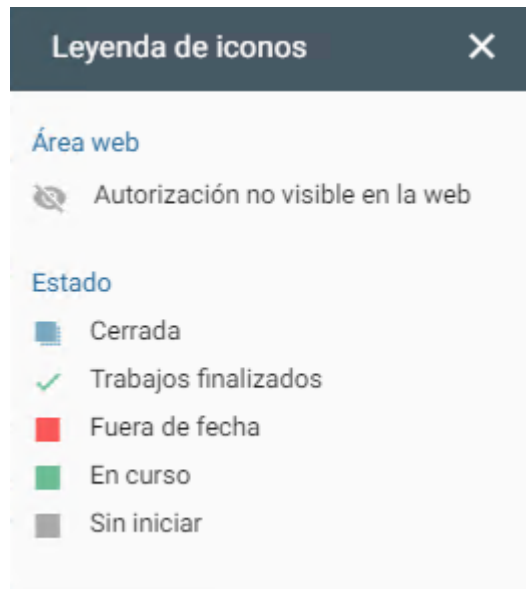 Leyenda de iconos
Área web
Autorización no visible en la web
Estado
Cerrada
Trabajos finalizados
Fuera de fecha
En curso
Sin iniciar